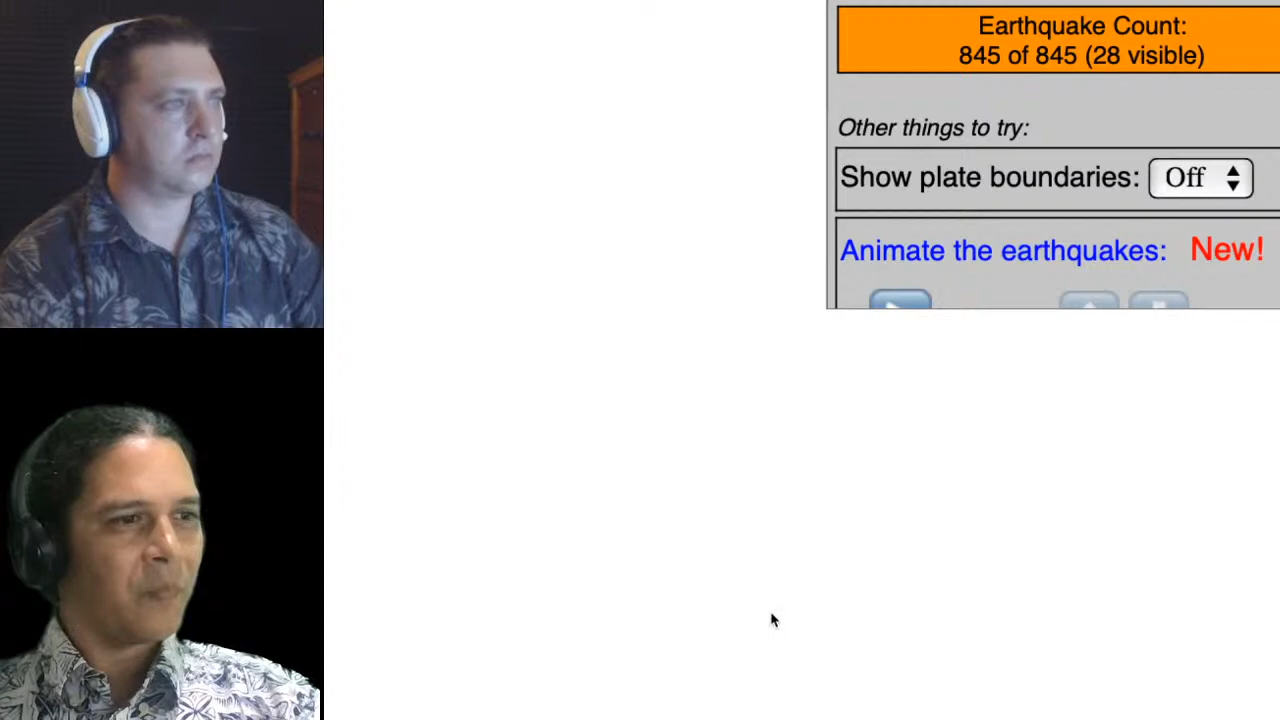 Earthquake Count:
845 of 845 (28 visible)
Other things to try:
Show plate boundaries: Off
Animate the earthquakes: New!